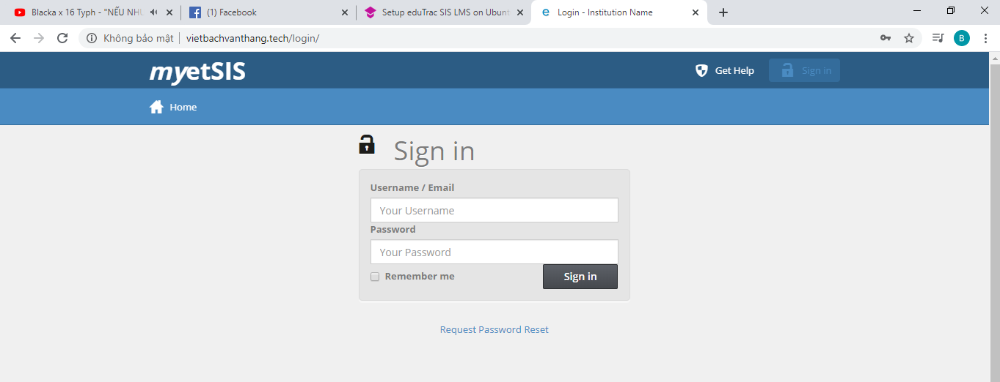 Blacka x 16 Typh - "NẾU NHƯ
(1) Facebook
Setup eduTrac SIS LMS on Ubunt
Login - Institution Name
Không bảo mật | vietbachvanthang.tech/login/
B
myetSIS
Get Help
Sign in
Home
Sign in
Username / Email
Your Username
Password
Your Password
Remember me
Sign in
Request Password Reset